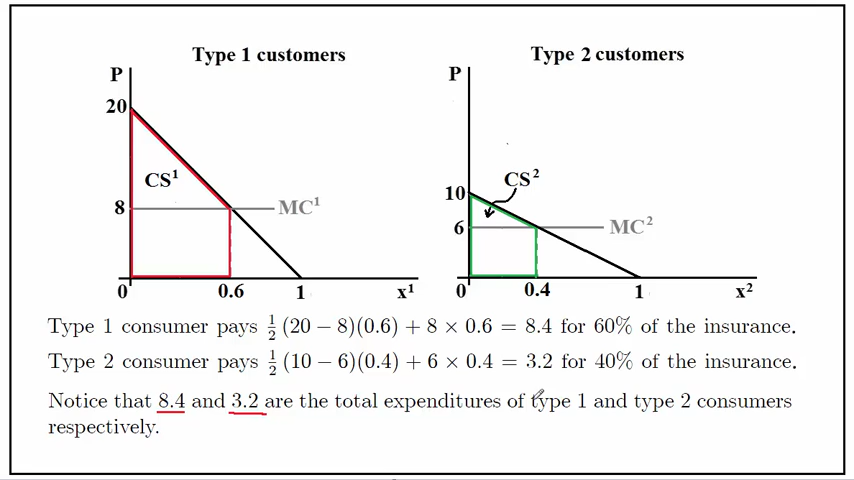 Type 1 customers
P
20
CS¹
8
MC¹
0
0.6
1
x¹
Type 2 customers
P
CS²
10
6
MC²
0
0.4
1
x²
Type 1 consumer pays ½(20 − 8)(0.6) + 8 × 0.6 = 8.4 for 60% of the insurance.
Type 2 consumer pays ½(10 − 6)(0.4) + 6 × 0.4 = 3.2 for 40% of the insurance.
Notice that 8.4 and 3.2 are the total expenditures of type 1 and type 2 consumers
respectively.